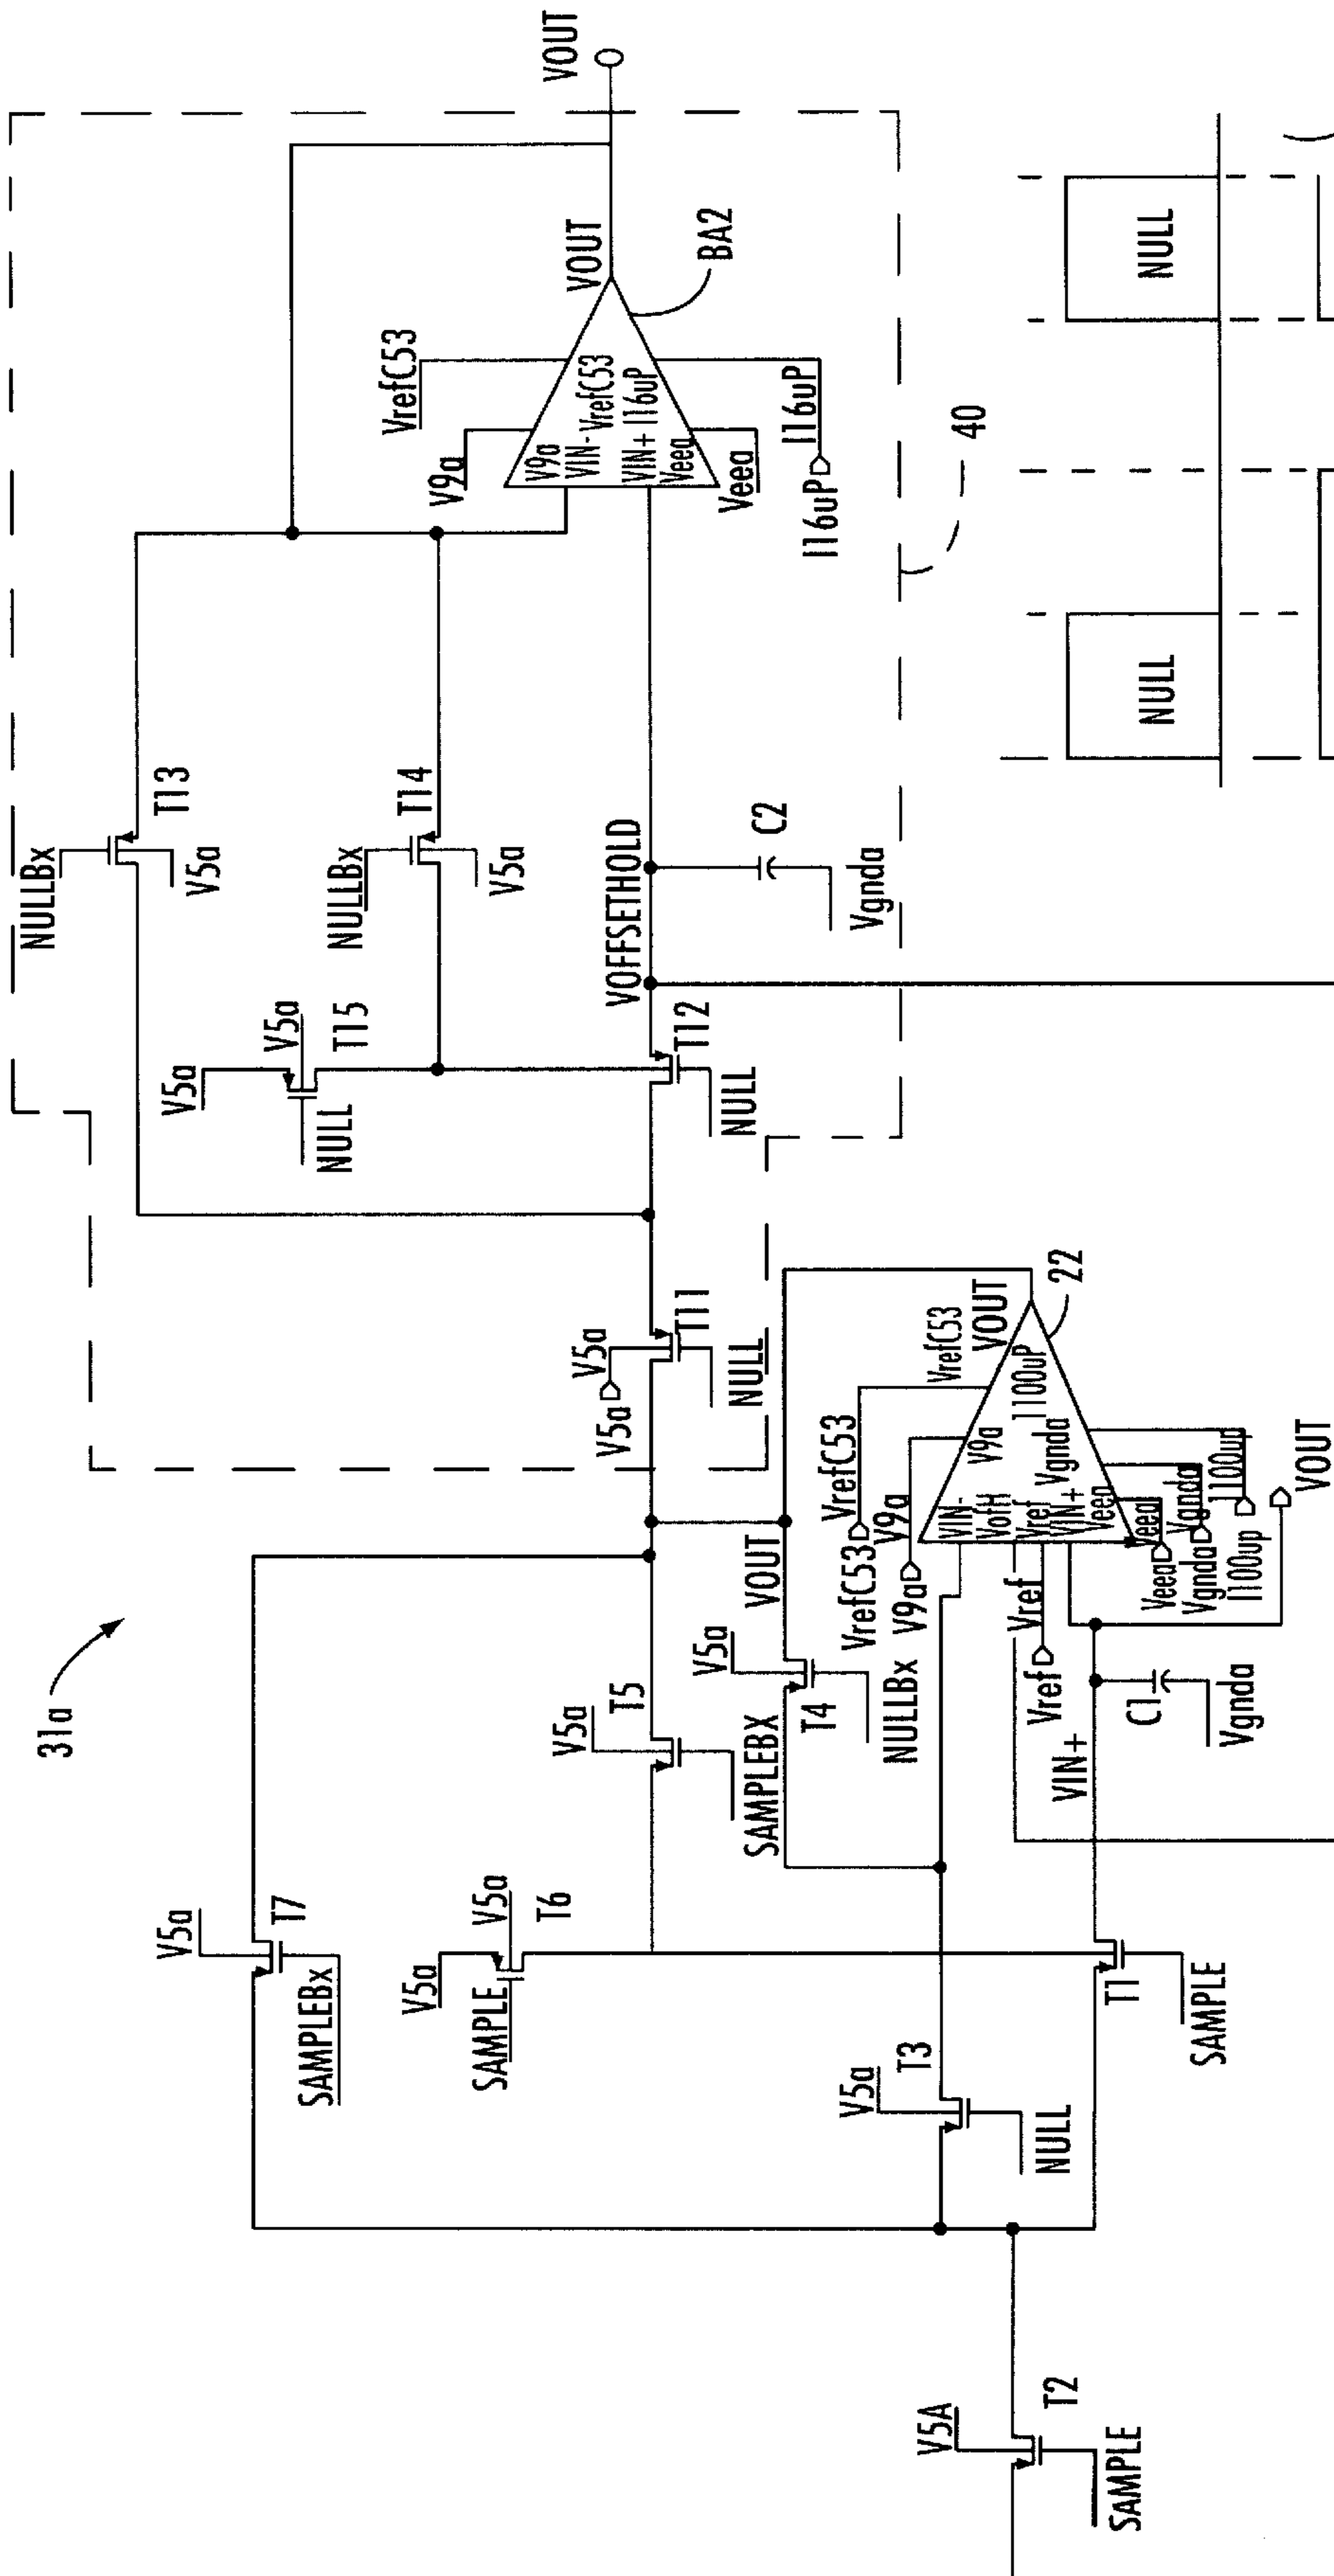 31a
VOUT
NULLBx
T13
V5a
V9a
VrefC53
VOUT
BA2
V9a
VIN-
VrefC53
VIN+
I16uP
Veea
Veea
I16uP
I16uP
40
NULLBx
T14
V5a
V5a
V5a
T15
NULL
VOFFSETHOLD
C2
Vgnda
T12
NULL
V5a
V5a
T11
NULL
V5a
T7
SAMPLEBx
V5a
V5a
T6
SAMPLE
V5a
T5
SAMPLEBX
VOUT
V5a
T4
NULLBx
VrefC53
VrefC53
V9a
V9a
VrefC53
VOUT
22
V9a
I100uP
VIN-
VofH
Vref
VIN+
Vgnda
Veea
Veea
Veea
Vgnda
Vgnda
I100up
I100up
VOUT
Vref
Vref
VIN+
C1
Vgnda
V5a
T3
NULL
T1
SAMPLE
V5A
T2
SAMPLE
NULL
NULL